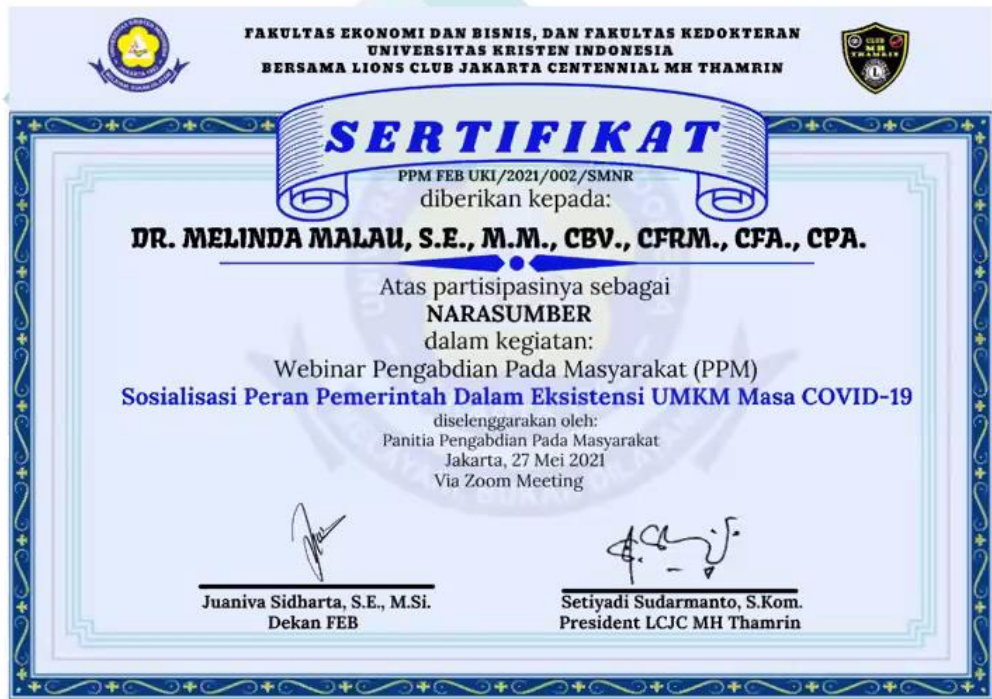 FAKULTAS EKONOMI DAN BISNIS, DAN FAKULTAS KEDOKTERAN
UNIVERSITAS KRISTEN INDONESIA
BERSAMA LIONS CLUB JAKARTA CENTENNIAL MH THAMRIN
CLUB
MH
THAMRIN
L
SERTIFIKAT
PPM FEB UKI/2021/002/SMNR
diberikan kepada:
DR. MELINDA MALAU, S.E., M.M., CBV., CFRM., CFA., CPA.
Atas partisipasinya sebagai
NARASUMBER
dalam kegiatan:
Webinar Pengabdian Pada Masyarakat (PPM)
Sosialisasi Peran Pemerintah Dalam Eksistensi UMKM Masa COVID-19
diselenggarakan oleh:
Panitia Pengabdian Pada Masyarakat
Jakarta, 27 Mei 2021
Via Zoom Meeting
Juaniva Sidharta, S.E., M.Si.
Dekan FEB
Setiyadi Sudarmanto, S.Kom.
President LCJC MH Thamrin